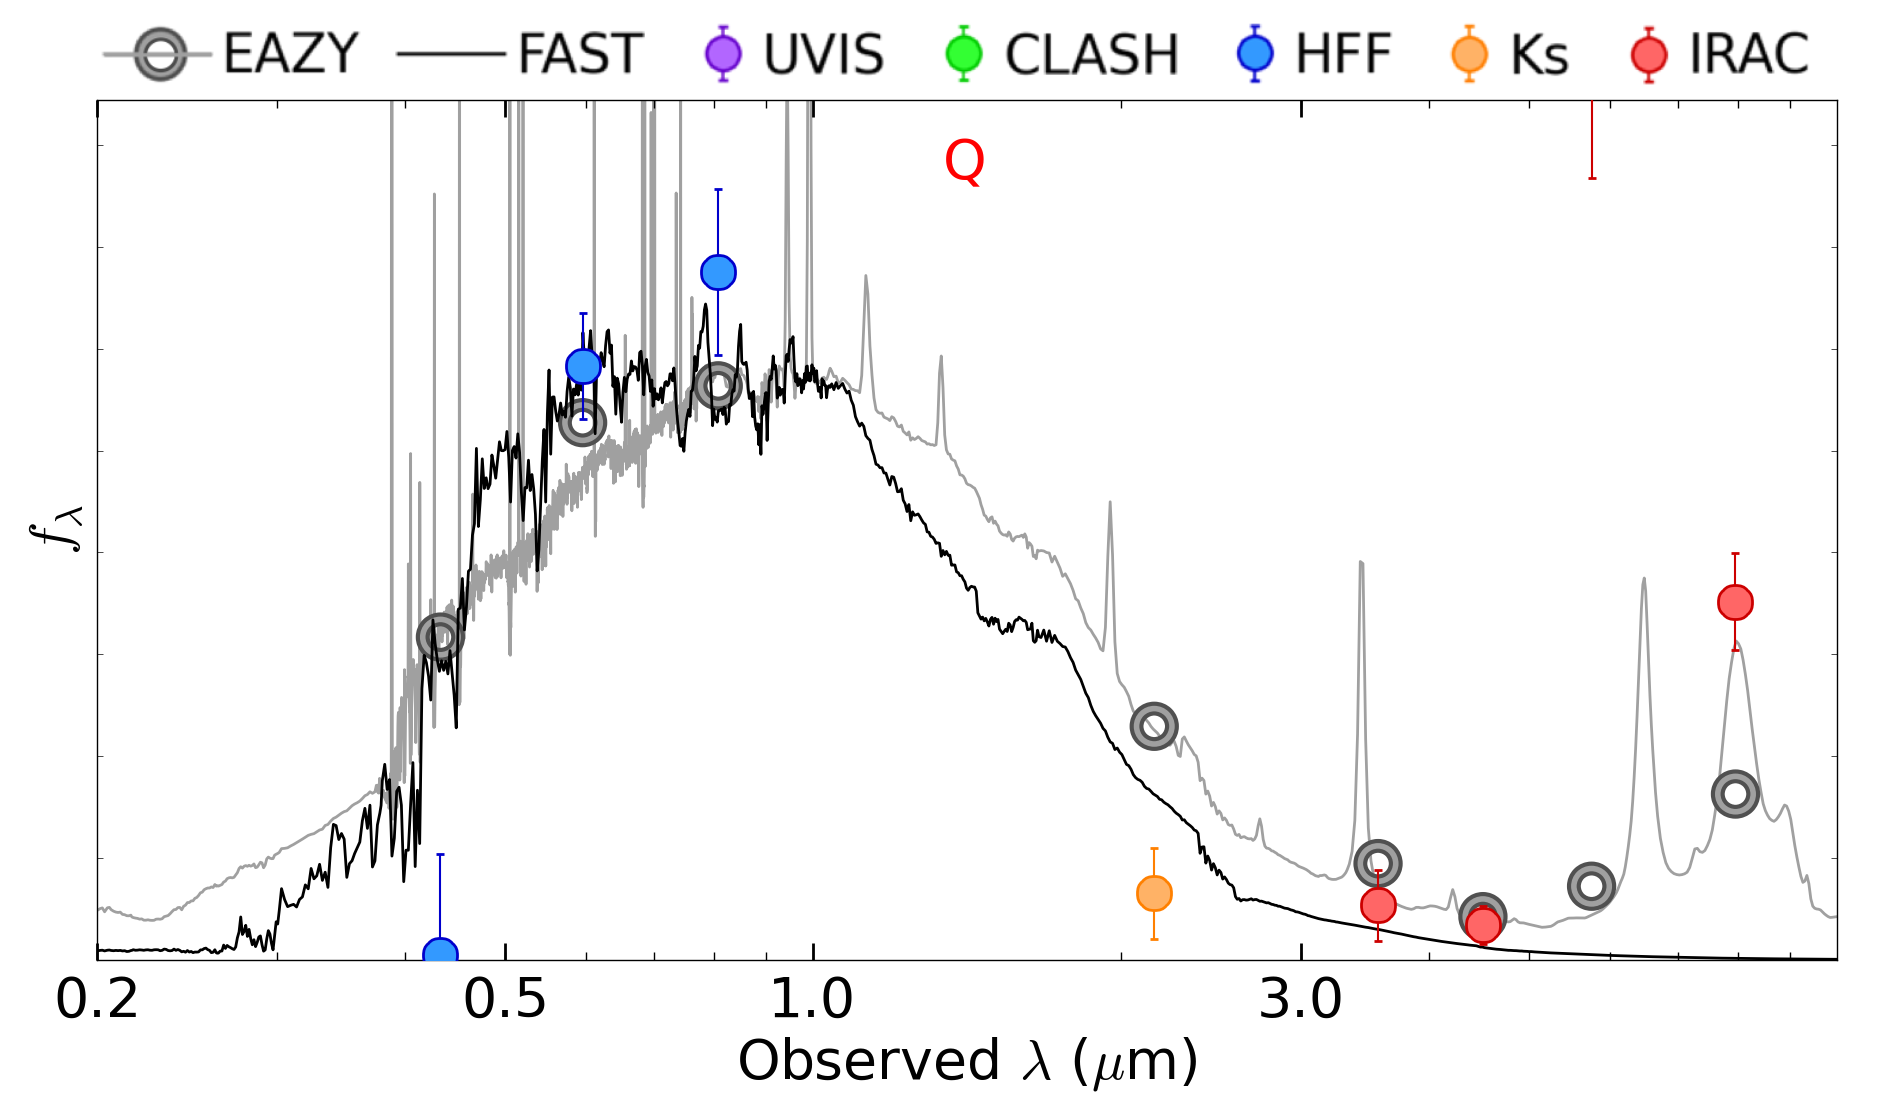 EAZY FAST UVIS CLASH HFF Ks IRAC
Q
f_λ
0.2 0.5 1.0 3.0
Observed λ (μm)